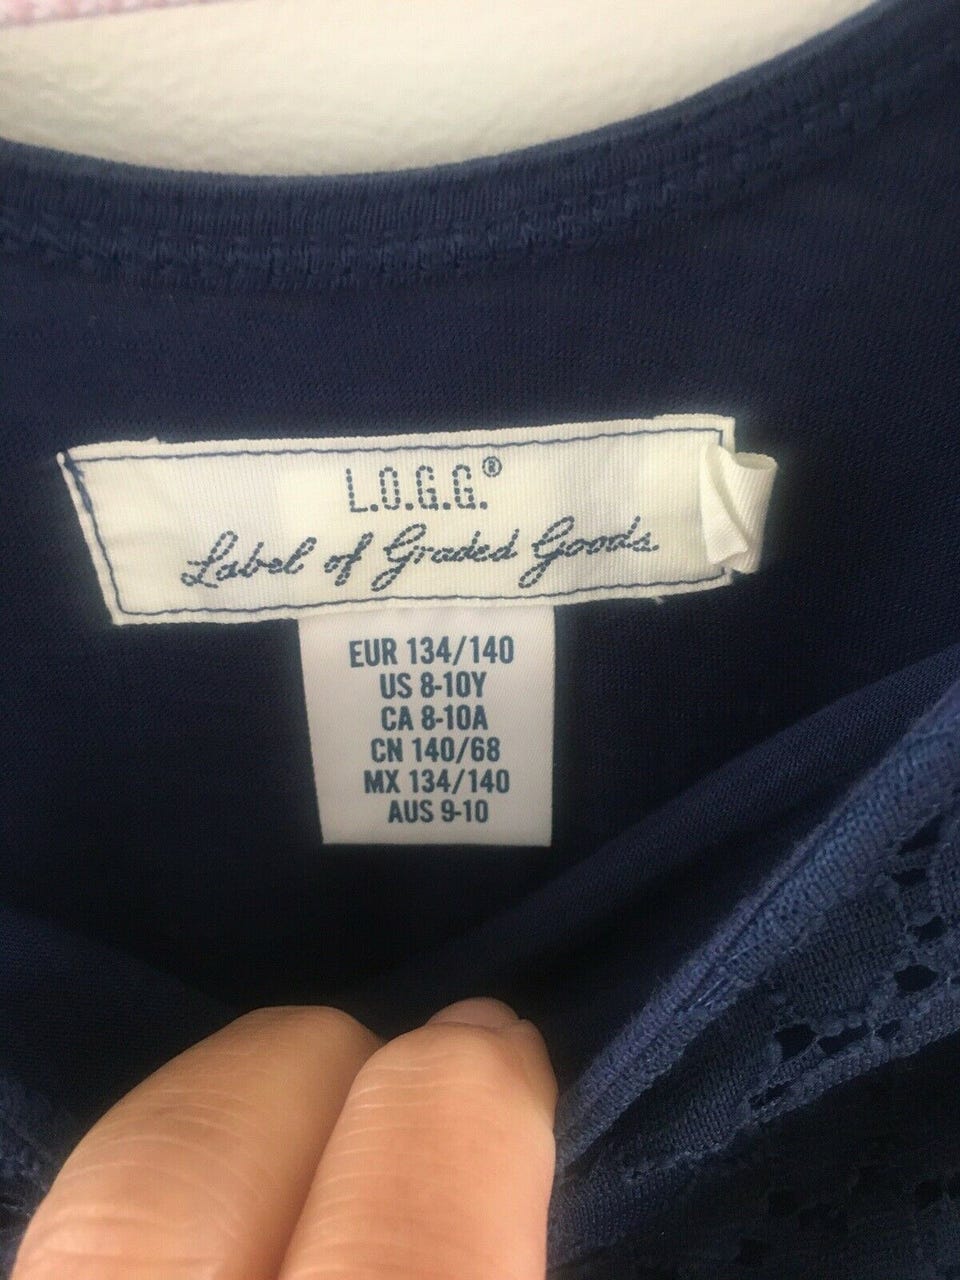 L.O.G.G.®
Label of Graded Goods
EUR 134/140
US 8-10Y
CA 8-10A
CN 140/68
MX 134/140
AUS 9-10